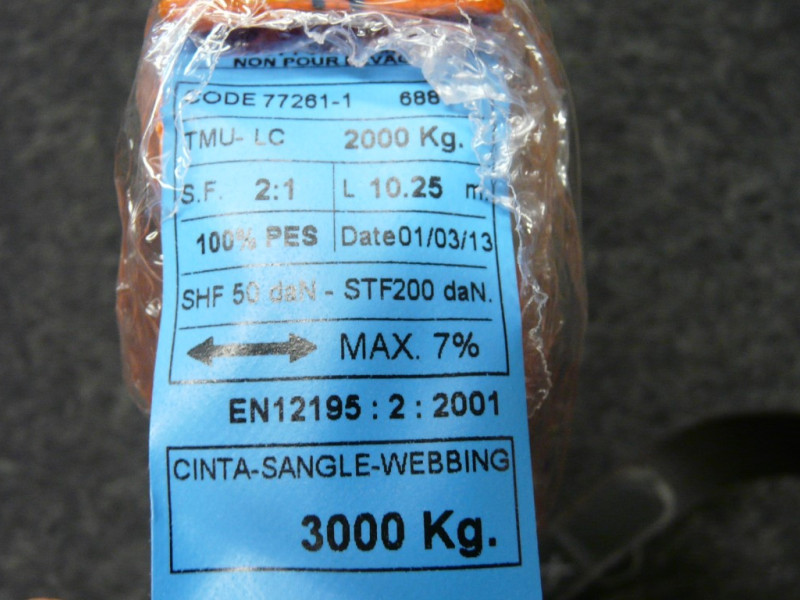 NON POUR
CODE 77261-1 688
TMU- LC 2000 Kg.
S.F. 2:1 L 10.25 m.
100% PES Date01/03/13
SHF 50 daN - STF200 daN.
MAX. 7%
EN12195 : 2 : 2001
CINTA-SANGLE-WEBBING
3000 Kg.